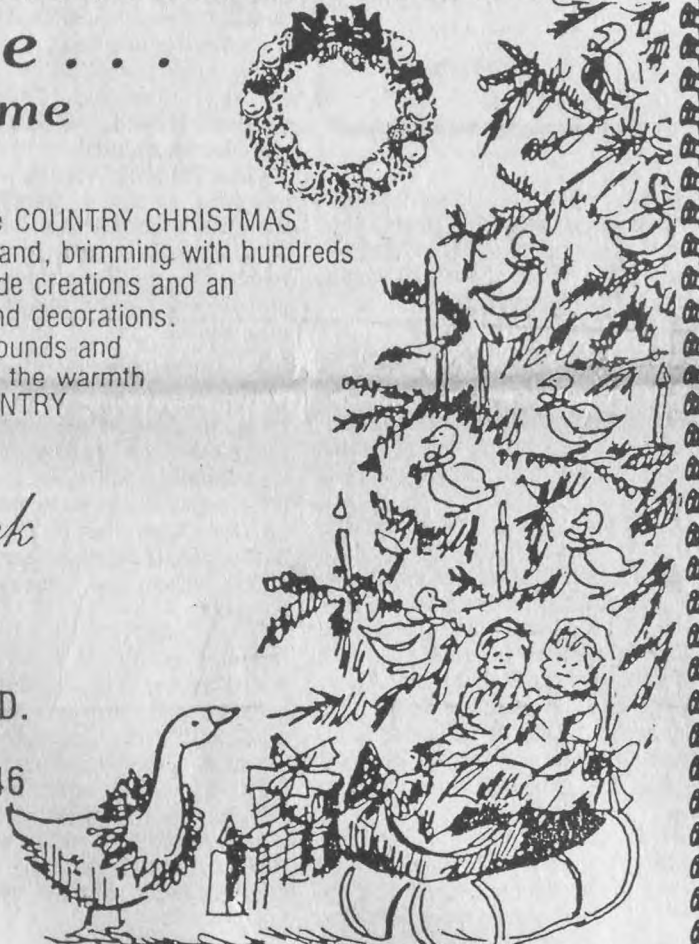 e . . .
me
COUNTRY CHRISTMAS
and, brimming with hundreds
de creations and an
nd decorations.
ounds and
the warmth
NTRY
k
D.
46